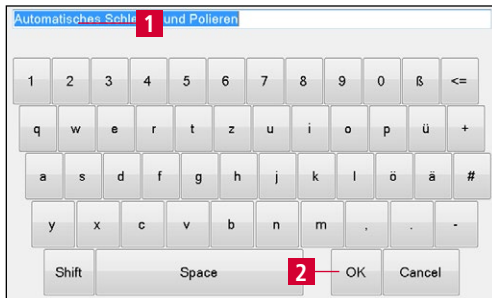 Automatisches Schle 1 und Polieren
1 2 3 4 5 6 7 8 9 0 ß <=
q w e r t z u i o p ü +
a s d f g h j k l ö ä #
y x c v b n m , . -
Shift Space 2 OK Cancel